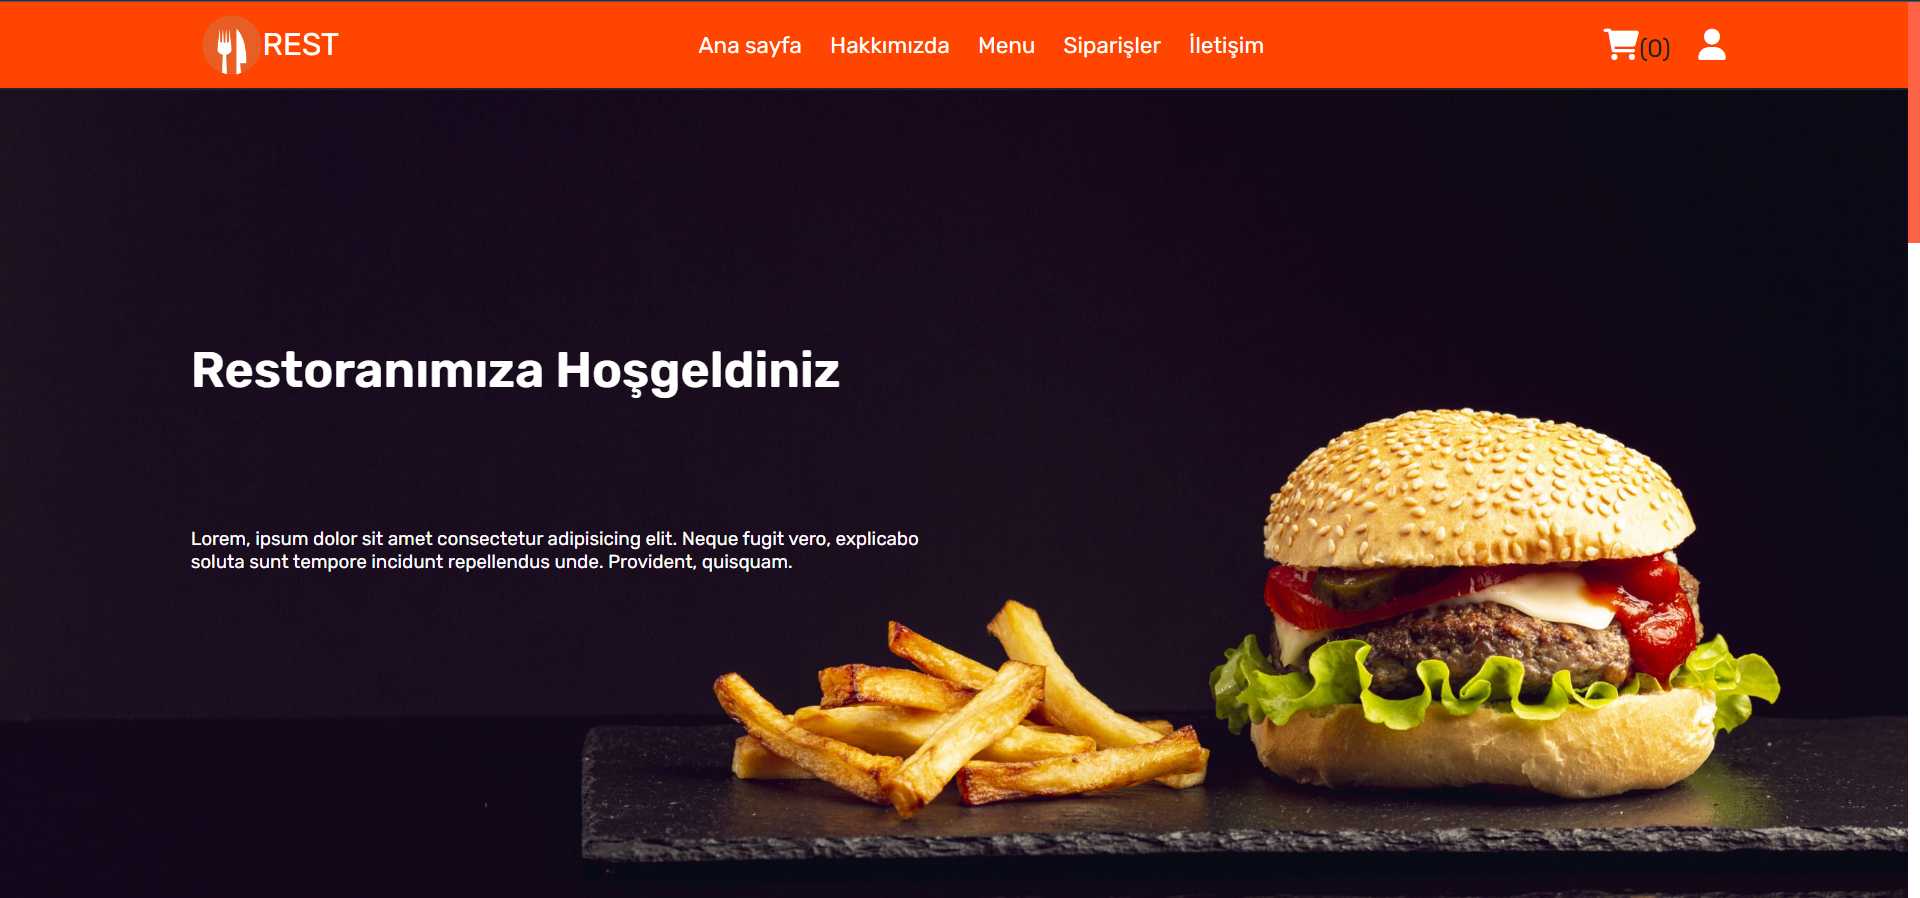 REST
Ana sayfa Hakkımızda Menu Siparişler İletişim
(0)
Restoranımıza Hoşgeldiniz
Lorem, ipsum dolor sit amet consectetur adipisicing elit. Neque fugit vero, explicabo
soluta sunt tempore incidunt repellendus unde. Provident, quisquam.